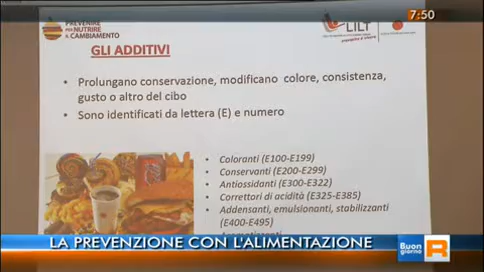 7:50
PREVENIRE
PER NUTRIRE
IL CAMBIAMENTO
LILT
prevenire è vivere
GLI ADDITIVI
• Prolungano conservazione, modificano colore, consistenza,
gusto o altro del cibo
• Sono identificati da lettera (E) e numero
• Coloranti (E100-E199)
• Conservanti (E200-E299)
• Antiossidanti (E300-E322)
• Correttori di acidità (E325-E385)
• Addensanti, emulsionanti, stabilizzanti
(E400-E495)
LA PREVENZIONE CON L'ALIMENTAZIONE
Buon
giorno
R